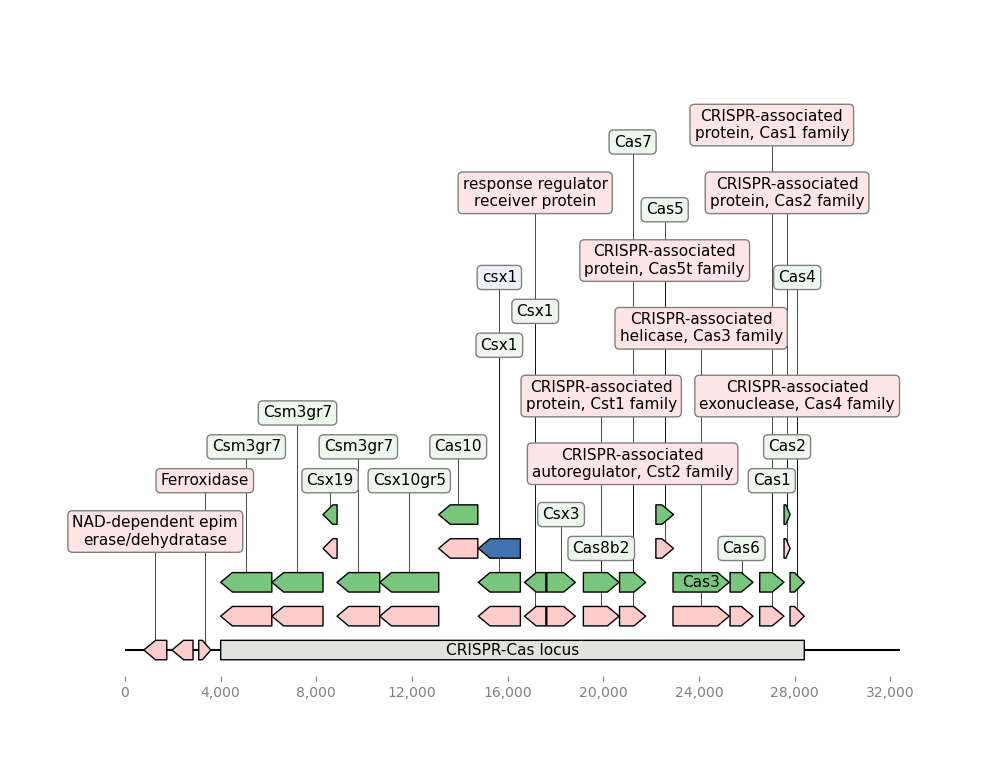 CRISPR-associated
protein, Cas1 family
Cas7
response regulator
receiver protein
CRISPR-associated
protein, Cas2 family
Cas5
CRISPR-associated
protein, Cas5t family
csx1
Cas4
Csx1
CRISPR-associated
helicase, Cas3 family
Csx1
CRISPR-associated
protein, Cst1 family
CRISPR-associated
exonuclease, Cas4 family
Csm3gr7
Csm3gr7
Csm3gr7
Cas10
CRISPR-associated
autoregulator, Cst2 family
Cas2
Ferroxidase
Csx19
Csx10gr5
Cas1
NAD-dependent epim
erase/dehydratase
Csx3
Cas8b2
Cas6
Cas3
CRISPR-Cas locus
0
4,000
8,000
12,000
16,000
20,000
24,000
28,000
32,000